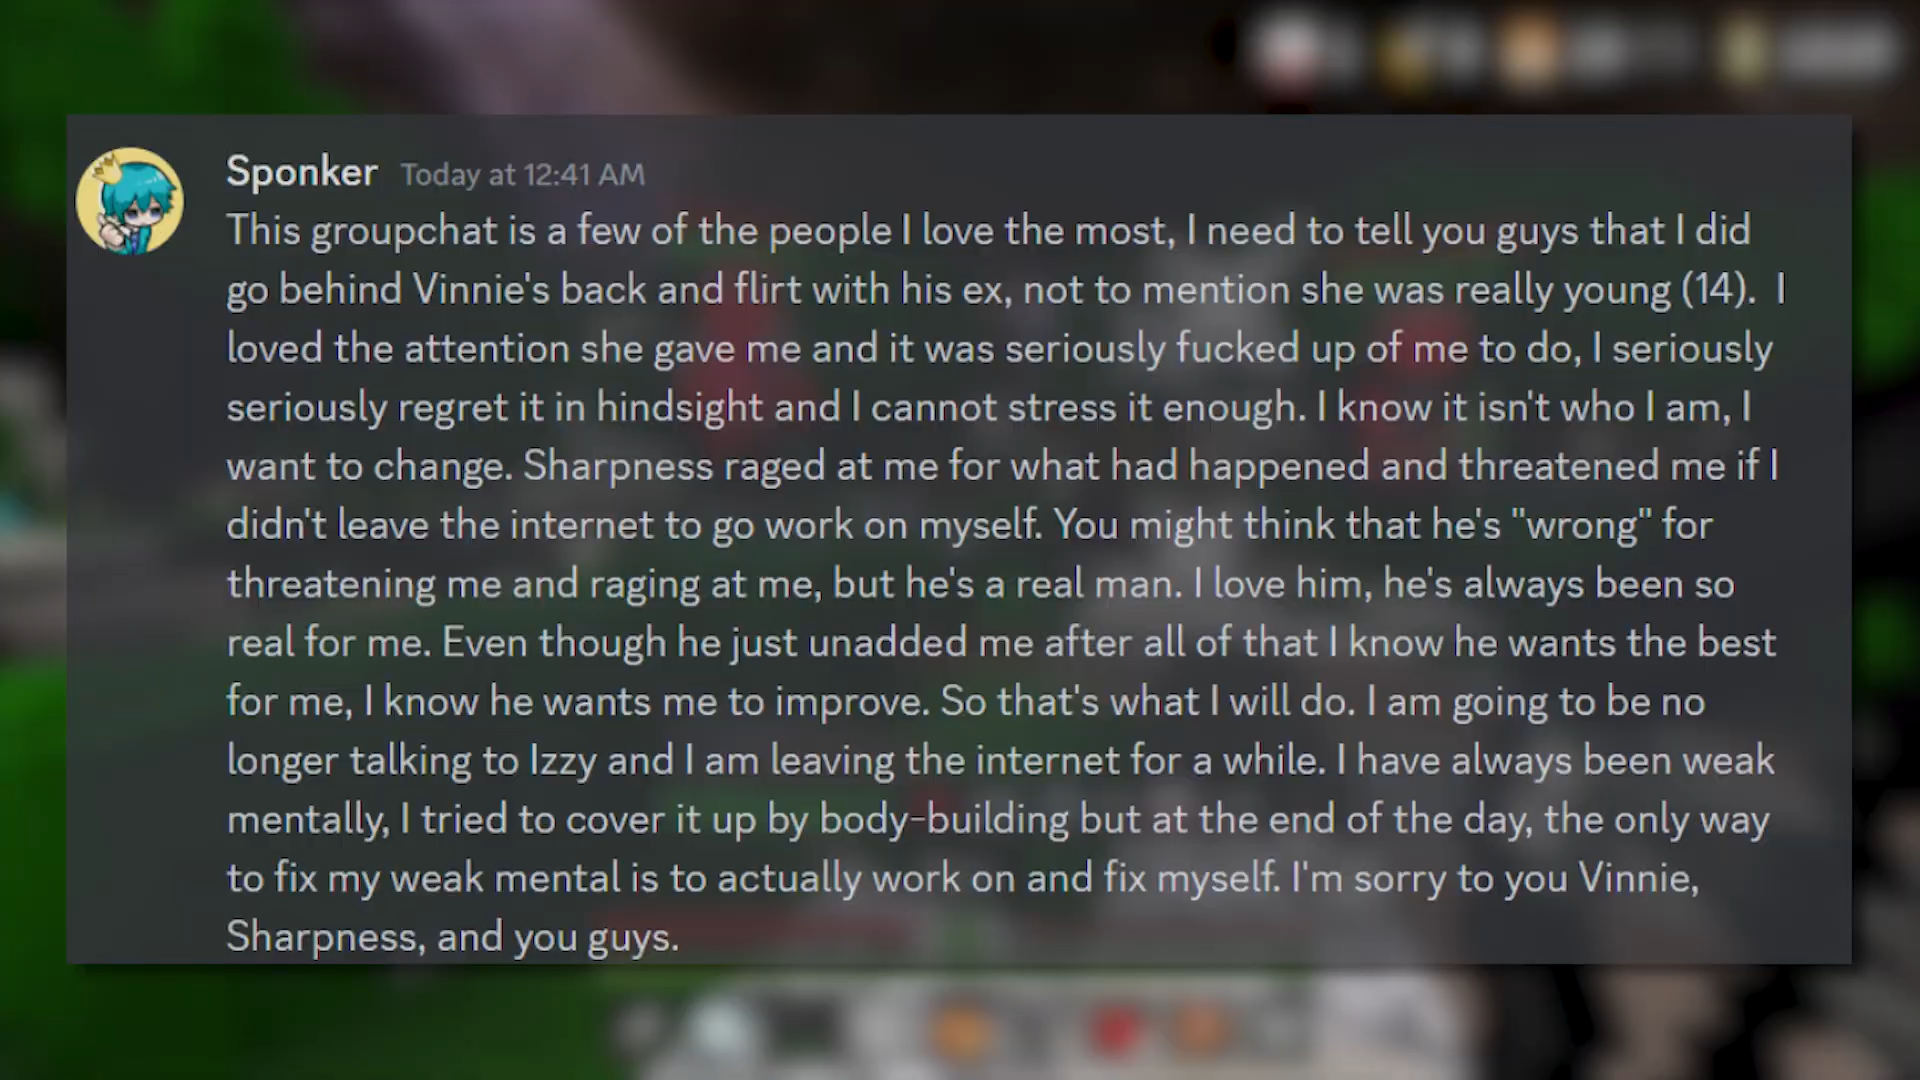 Sponker Today at 12:41 AM
This groupchat is a few of the people I love the most, I need to tell you guys that I did
go behind Vinnie's back and flirt with his ex, not to mention she was really young (14).  I
loved the attention she gave me and it was seriously fucked up of me to do, I seriously
seriously regret it in hindsight and I cannot stress it enough. I know it isn't who I am, I
want to change. Sharpness raged at me for what had happened and threatened me if I
didn't leave the internet to go work on myself. You might think that he's "wrong" for
threatening me and raging at me, but he's a real man. I love him, he's always been so
real for me. Even though he just unadded me after all of that I know he wants the best
for me, I know he wants me to improve. So that's what I will do. I am going to be no
longer talking to Izzy and I am leaving the internet for a while. I have always been weak
mentally, I tried to cover it up by body-building but at the end of the day, the only way
to fix my weak mental is to actually work on and fix myself. I'm sorry to you Vinnie,
Sharpness, and you guys.